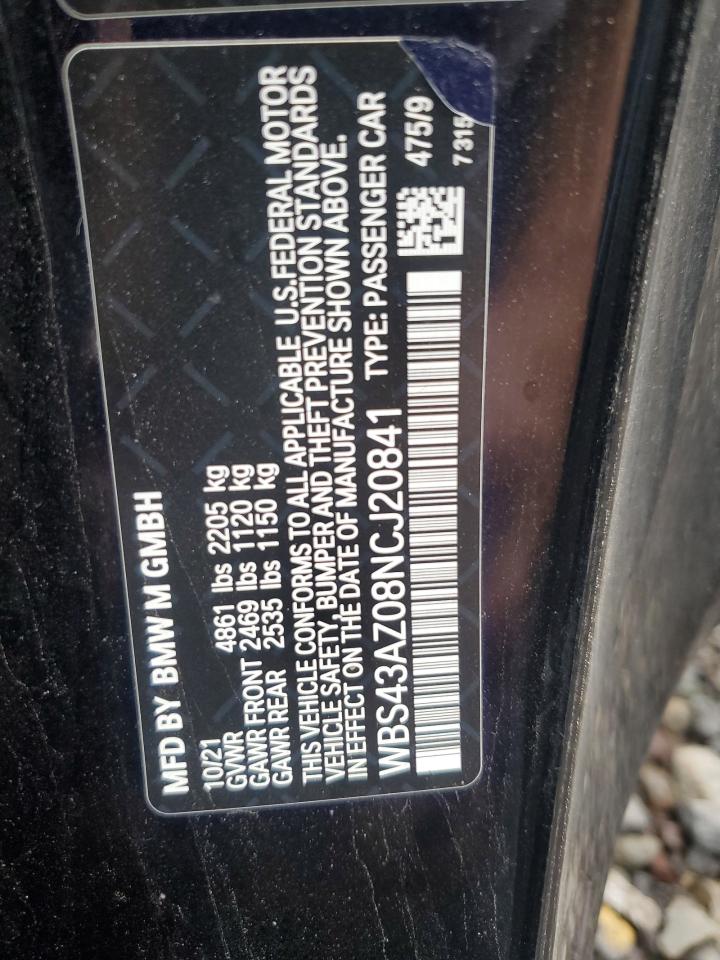 MFD BY BMW M GMBH
10/21
GVWR 4861 lbs 2205 kg
GAWR FRONT 2469 lbs 1120 kg
GAWR REAR 2535 lbs 1150 kg
THIS VEHICLE CONFORMS TO ALL APPLICABLE U.S.FEDERAL MOTOR
VEHICLE SAFETY, BUMPER AND THEFT PREVENTION STANDARDS
IN EFFECT ON THE DATE OF MANUFACTURE SHOWN ABOVE.
WBS43AZ08NCJ20841 TYPE: PASSENGER CAR
475/9
7315